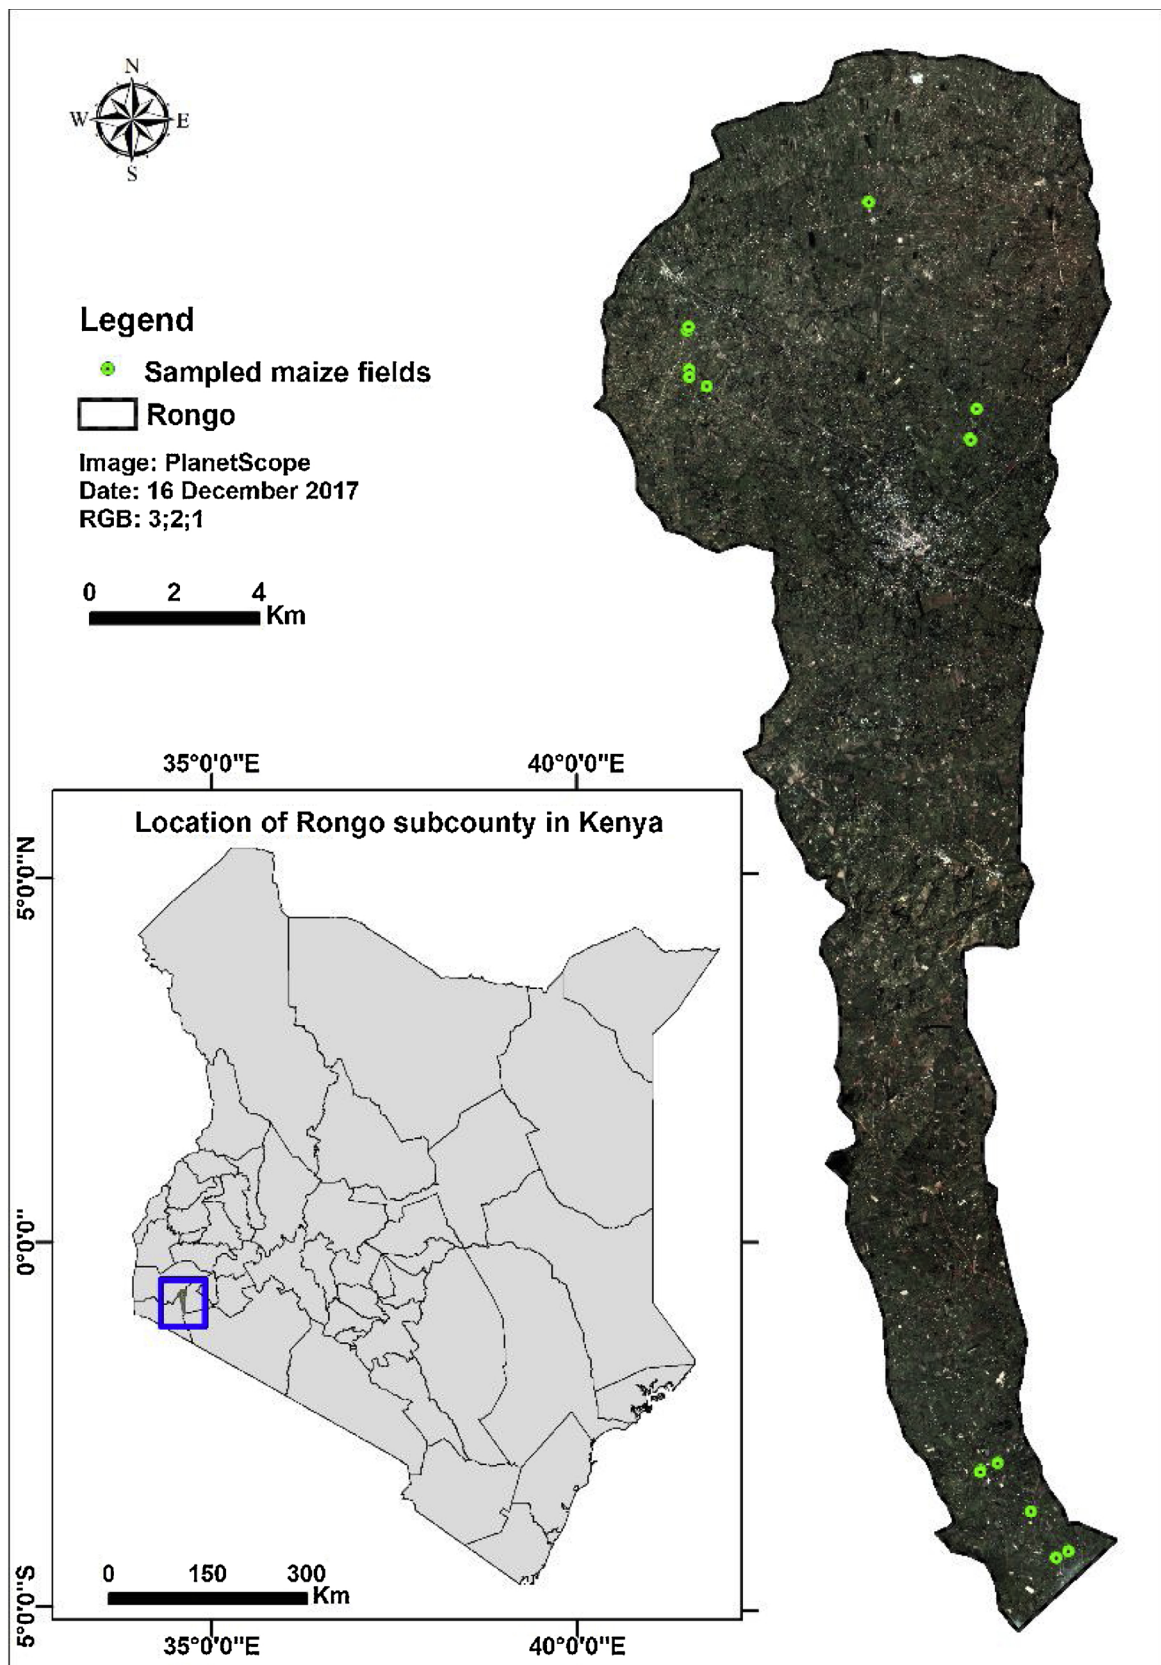 N
W E
S
Legend
Sampled maize fields
Rongo
Image: PlanetScope
Date: 16 December 2017
RGB: 3;2;1
0 2 4
Km
35°0'0"E 40°0'0"E
Location of Rongo subcounty in Kenya
5°0'0"N
0°0'0"
5°0'0"S
0 150 300
Km
35°0'0"E 40°0'0"E